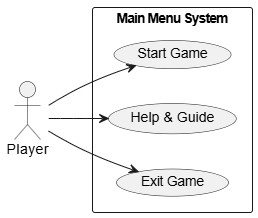 Main Menu System
Start Game
Help & Guide
Player
Exit Game